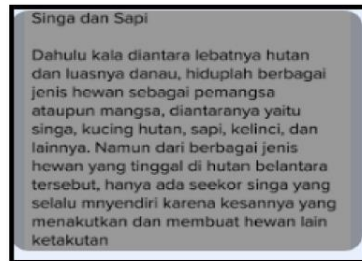 Singa dan Sapi
Dahulu kala diantara lebatnya hutan
dan luasnya danau, hiduplah berbagai
jenis hewan sebagai pemangsa
ataupun mangsa, diantaranya yaitu
singa, kucing hutan, sapi, kelinci, dan
lainnya. Namun dari berbagai jenis
hewan yang tinggal di hutan belantara
tersebut, hanya ada seekor singa yang
selalu mnyendiri karena kesannya yang
menakutkan dan membuat hewan lain
ketakutan